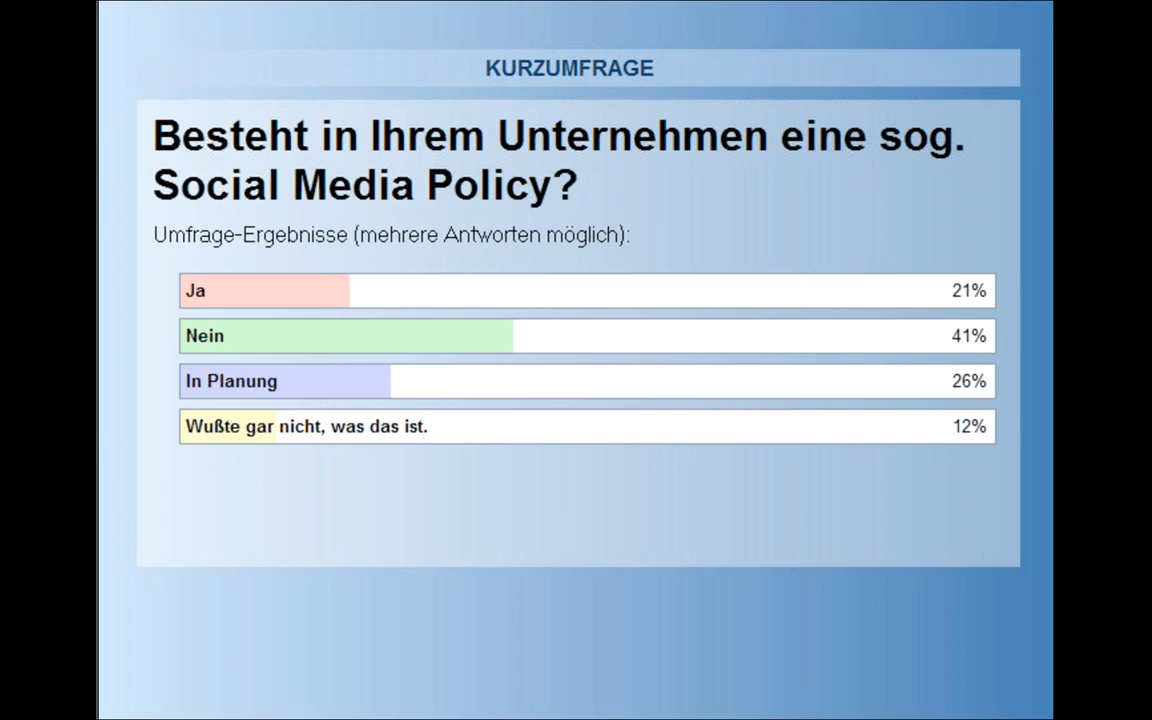 KURZUMFRAGE
Besteht in Ihrem Unternehmen eine sog.
Social Media Policy?
Umfrage-Ergebnisse (mehrere Antworten möglich):
Ja 21%
Nein 41%
In Planung 26%
Wußte gar nicht, was das ist. 12%